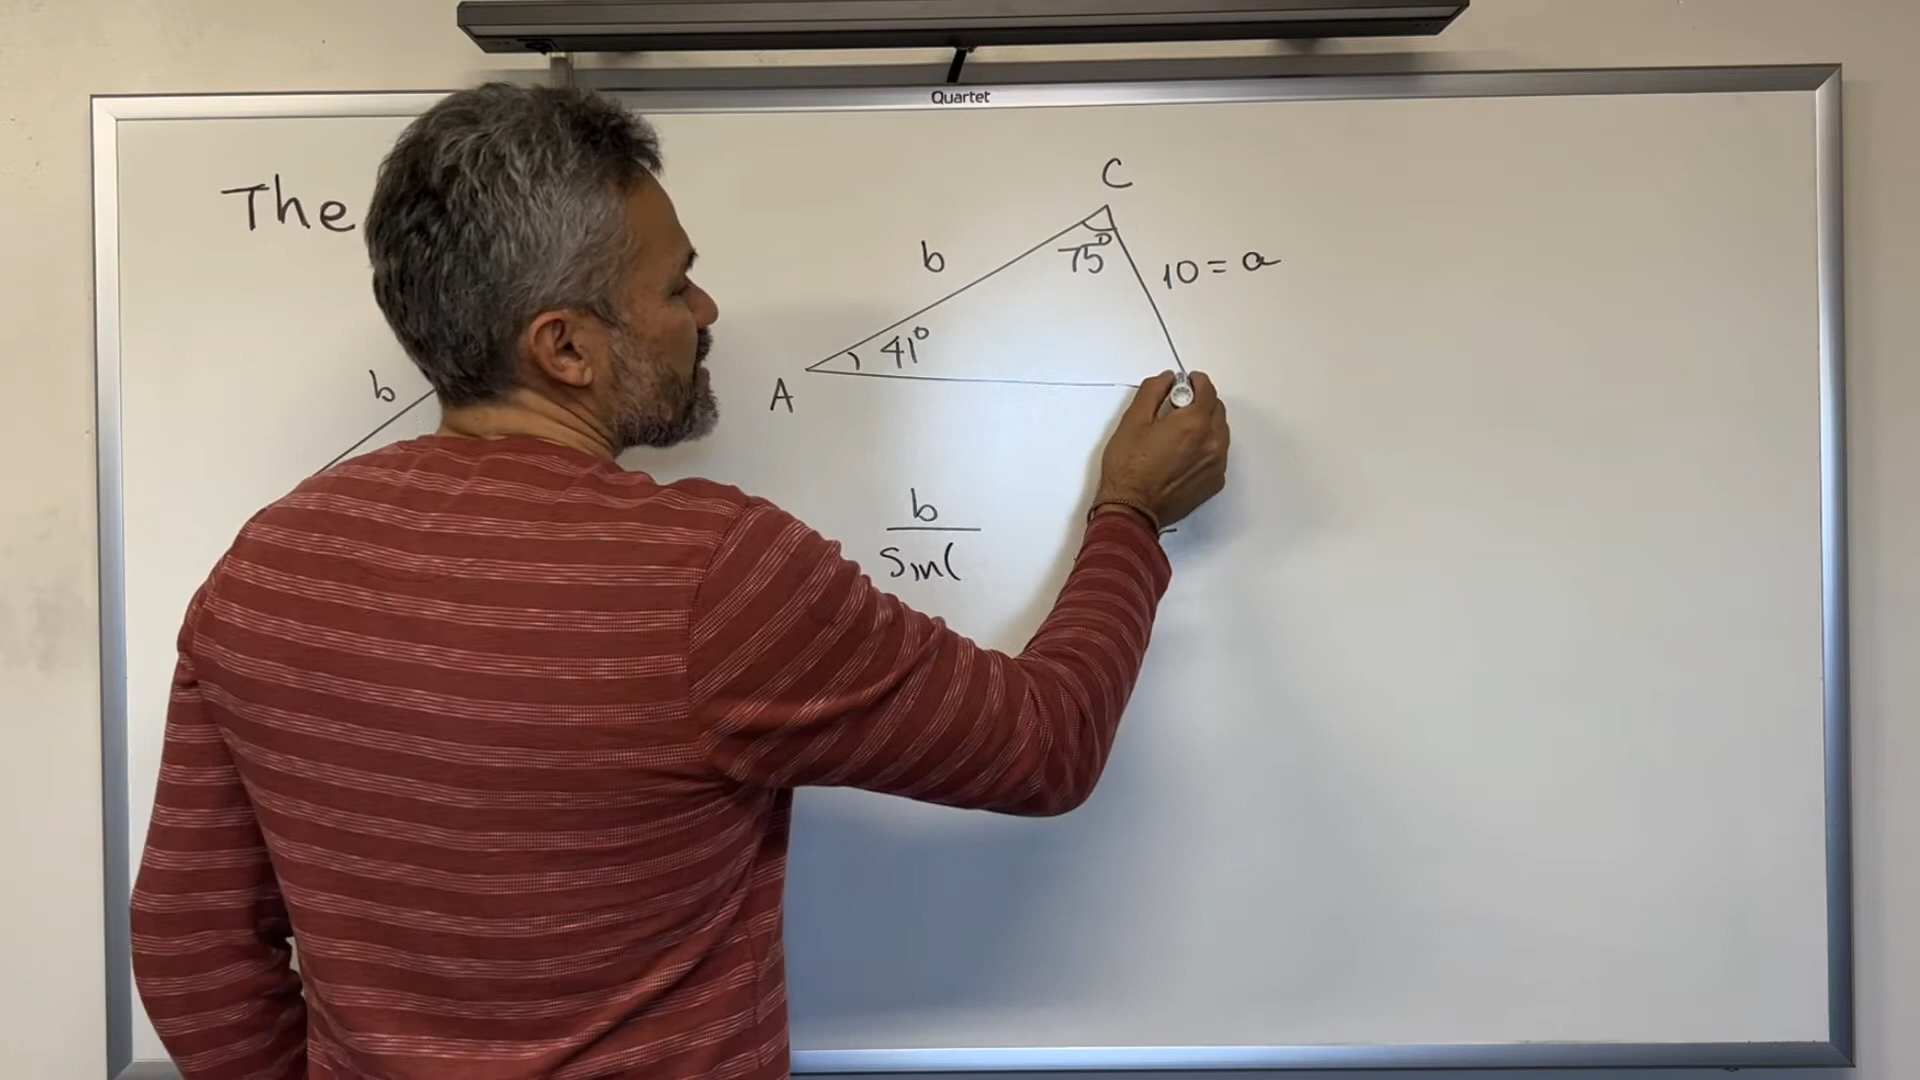 Quartet
The
C
b
75°
10 = a
41°
A
b
b
sin(